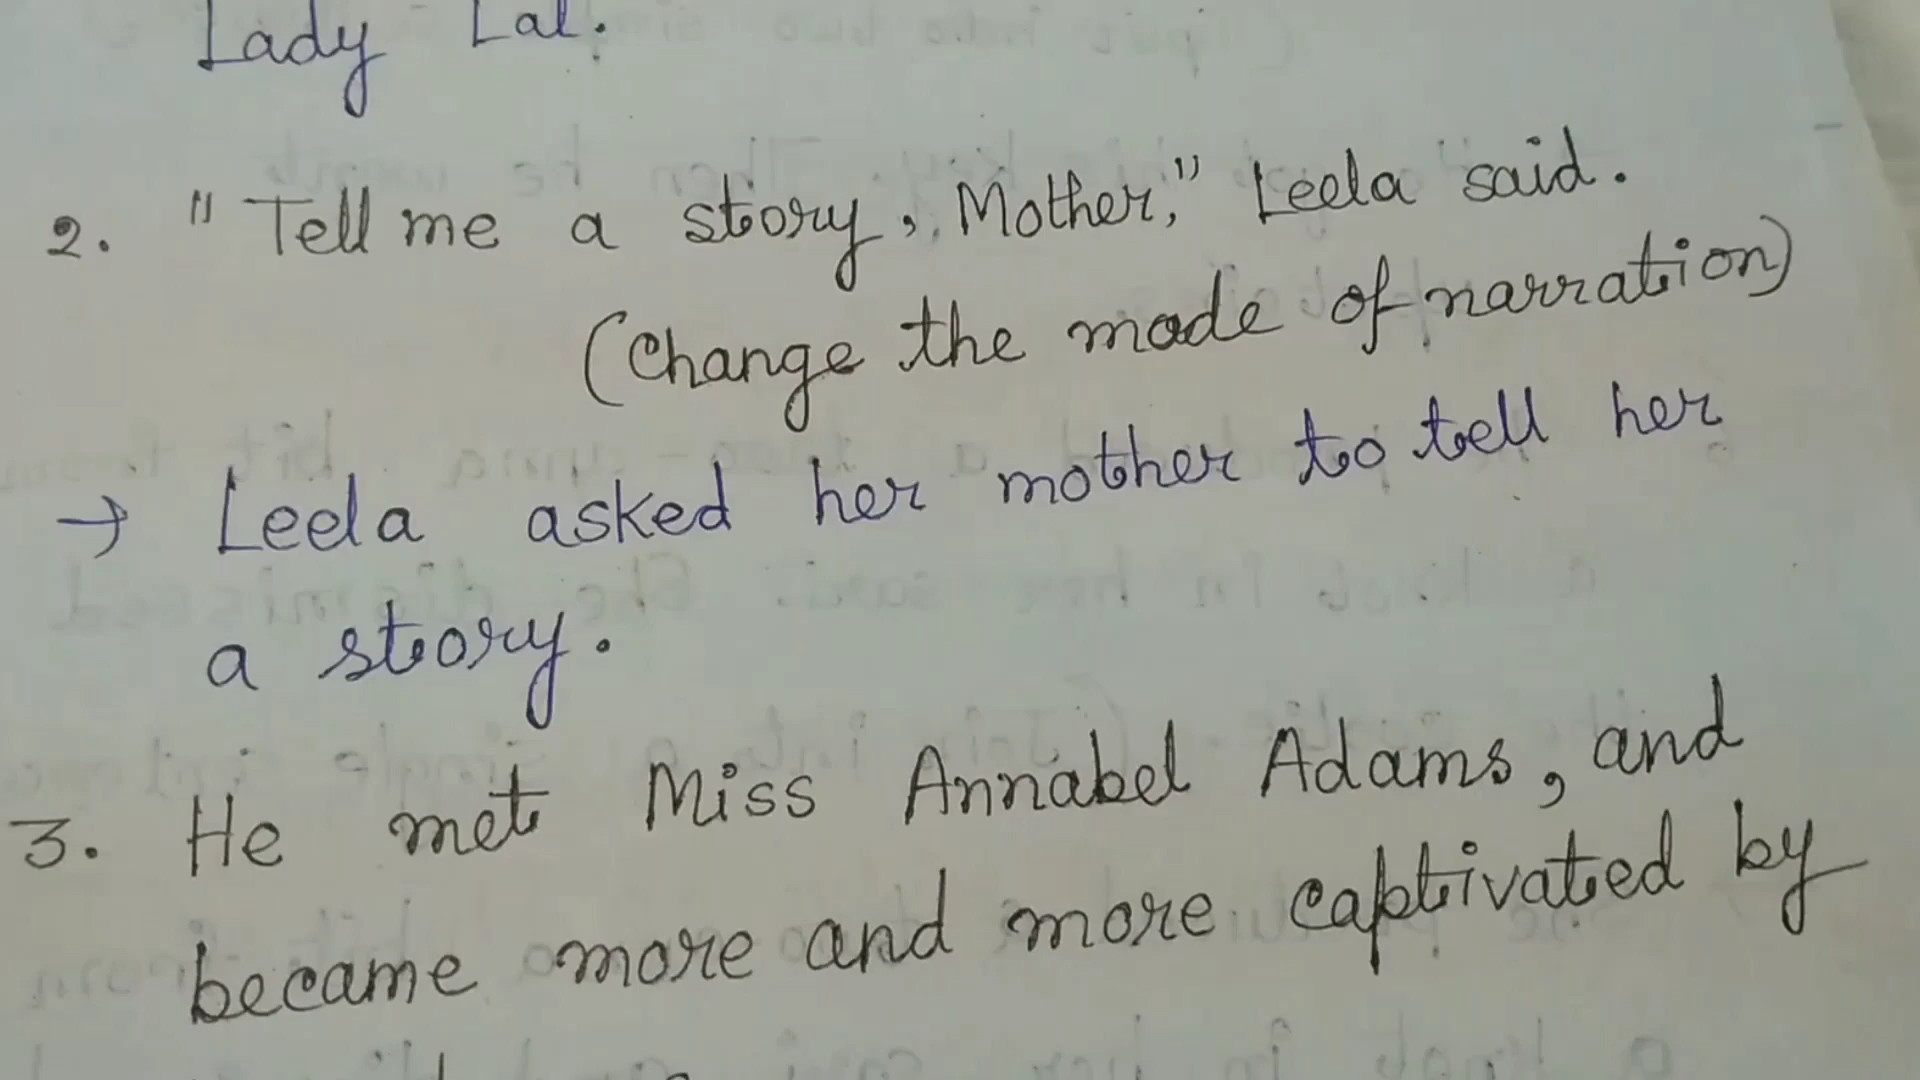 Lady Lal.
2. "Tell me a story, Mother," Leela said.
(Change the mode of narration)
→ Leela asked her mother to tell her
a story.
3. He met Miss Annabel Adams, and
became more and more captivated by